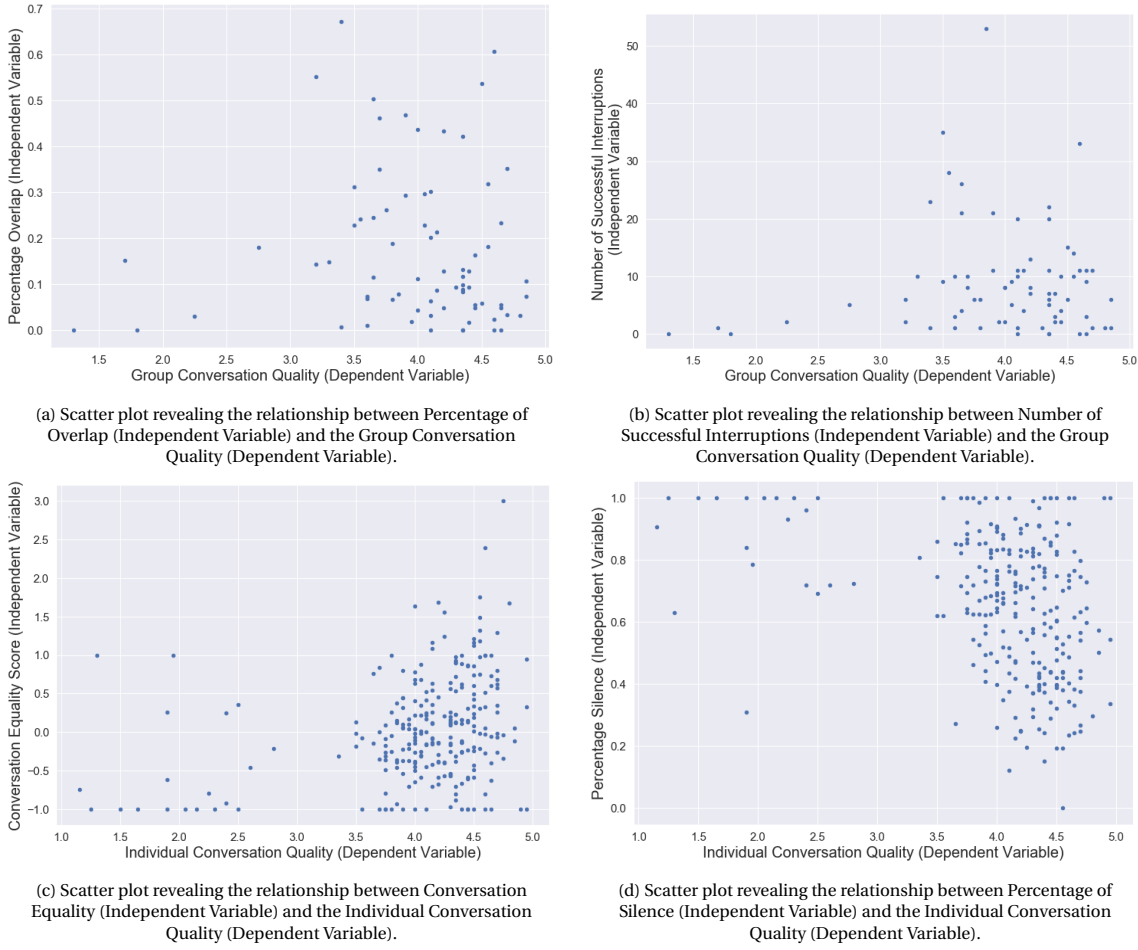 0.7
0.6
0.5
0.4
0.3
0.2
0.1
0.0
Percentage Overlap (Independent Variable)
1.5 2.0 2.5 3.0 3.5 4.0 4.5 5.0
Group Conversation Quality (Dependent Variable)
(a) Scatter plot revealing the relationship between Percentage of
Overlap (Independent Variable) and the Group Conversation
Quality (Dependent Variable).
50
40
30
20
10
0
Number of Successful Interruptions
(Independent Variable)
1.5 2.0 2.5 3.0 3.5 4.0 4.5 5.0
Group Conversation Quality (Dependent Variable)
(b) Scatter plot revealing the relationship between Number of
Successful Interruptions (Independent Variable) and the Group
Conversation Quality (Dependent Variable).
3.0
2.5
2.0
1.5
1.0
0.5
0.0
−0.5
−1.0
Conversation Equality Score (Independent Variable)
1.0 1.5 2.0 2.5 3.0 3.5 4.0 4.5 5.0
Individual Conversation Quality (Dependent Variable)
(c) Scatter plot revealing the relationship between Conversation
Equality (Independent Variable) and the Individual Conversation
Quality (Dependent Variable).
1.0
0.8
0.6
0.4
0.2
0.0
Percentage Silence (Independent Variable)
1.0 1.5 2.0 2.5 3.0 3.5 4.0 4.5 5.0
Individual Conversation Quality (Dependent Variable)
(d) Scatter plot revealing the relationship between Percentage of
Silence (Independent Variable) and the Individual Conversation
Quality (Dependent Variable).